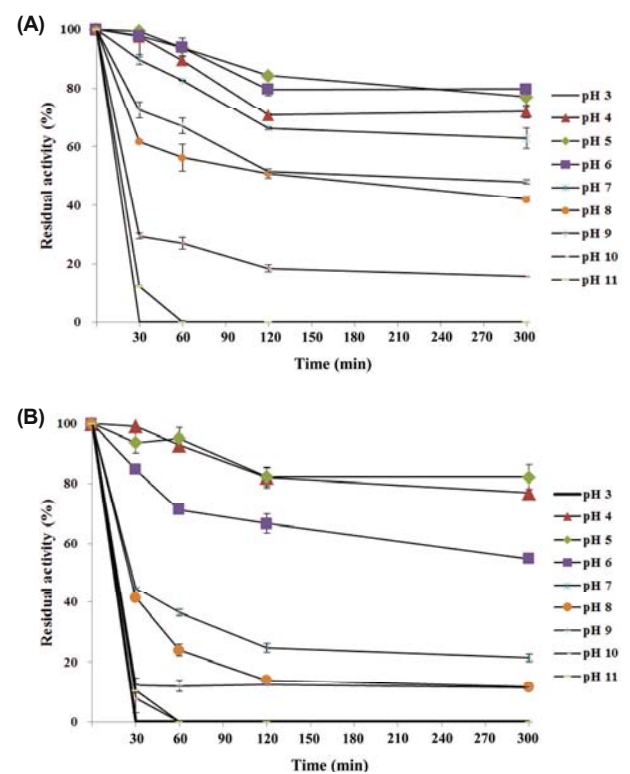 (A)
100
80
60
40
20
0
Residual activity (%)
30 60 90 120 150 180 210 240 270 300
Time (min)
pH 3
pH 4
pH 5
pH 6
pH 7
pH 8
pH 9
pH 10
pH 11
(B)
100
80
60
40
20
0
Residual activity (%)
30 60 90 120 150 180 210 240 270 300
Time (min)
pH 3
pH 4
pH 5
pH 6
pH 7
pH 8
pH 9
pH 10
pH 11